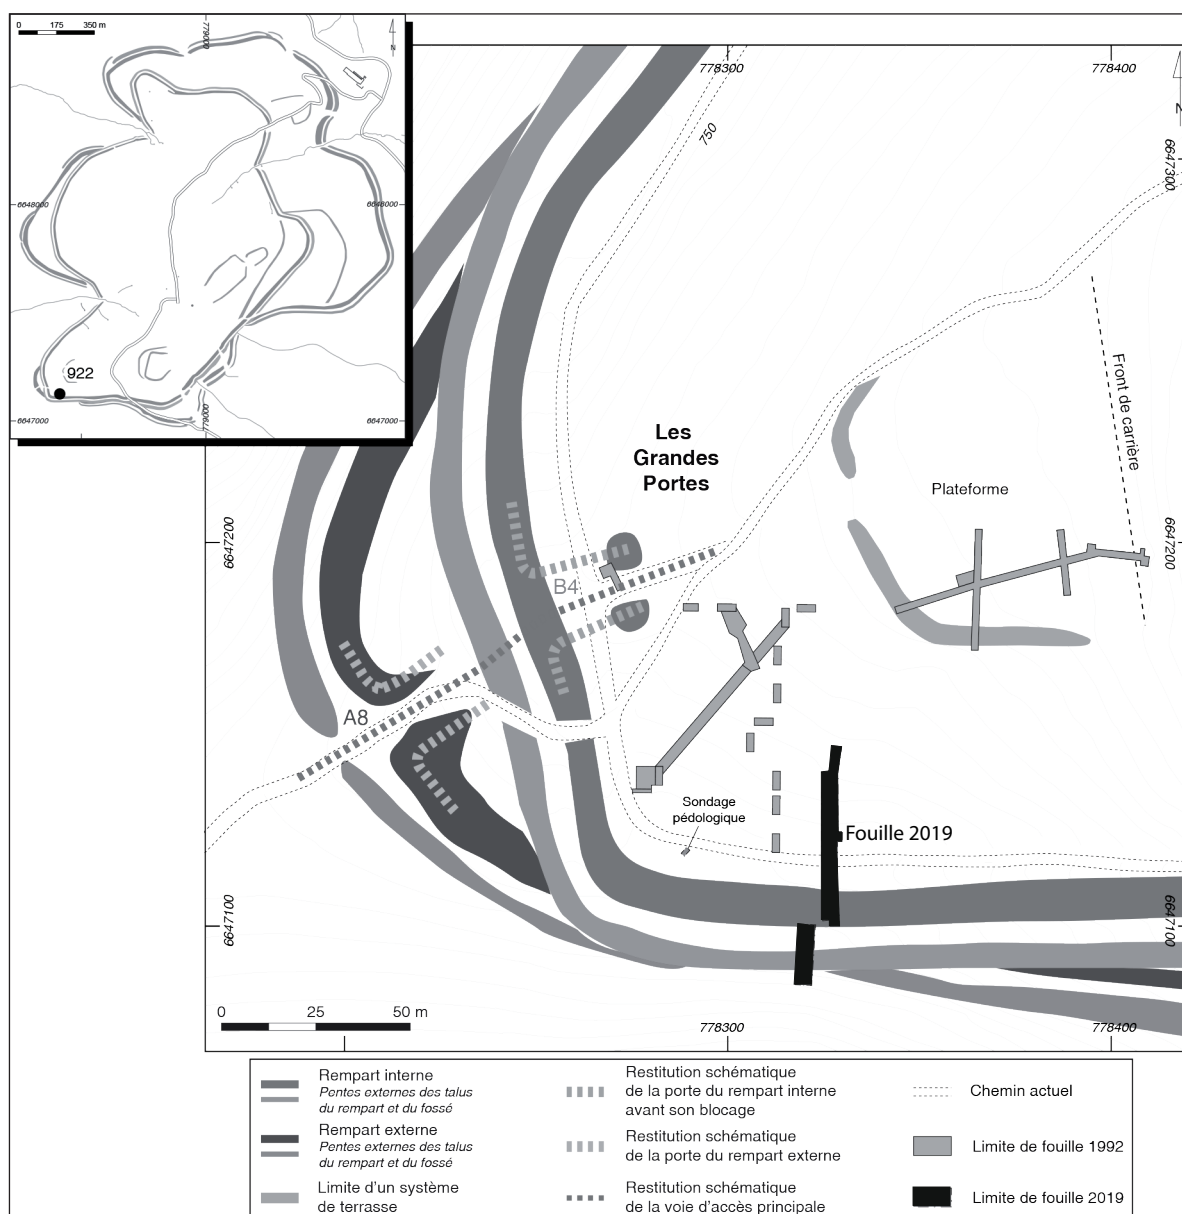 0 175 350 m
779000
N
6648000
6648000
922
6647000
779000
6647000
778300
778400
N
750
6647300
Les
Grandes
Portes
Front de carrière
Plateforme
6647200
6647200
B4
A8
Sondage
pédologique
Fouille 2019
6647100
6647100
0 25 50 m
778300
778400
Rempart interne
Pentes externes des talus
du rempart et du fossé
Rempart externe
Pentes externes des talus
du rempart et du fossé
Limite d'un système
de terrasse
Restitution schématique
de la porte du rempart interne
avant son blocage
Restitution schématique
de la porte du rempart externe
Restitution schématique
de la voie d'accès principale
Chemin actuel
Limite de fouille 1992
Limite de fouille 2019